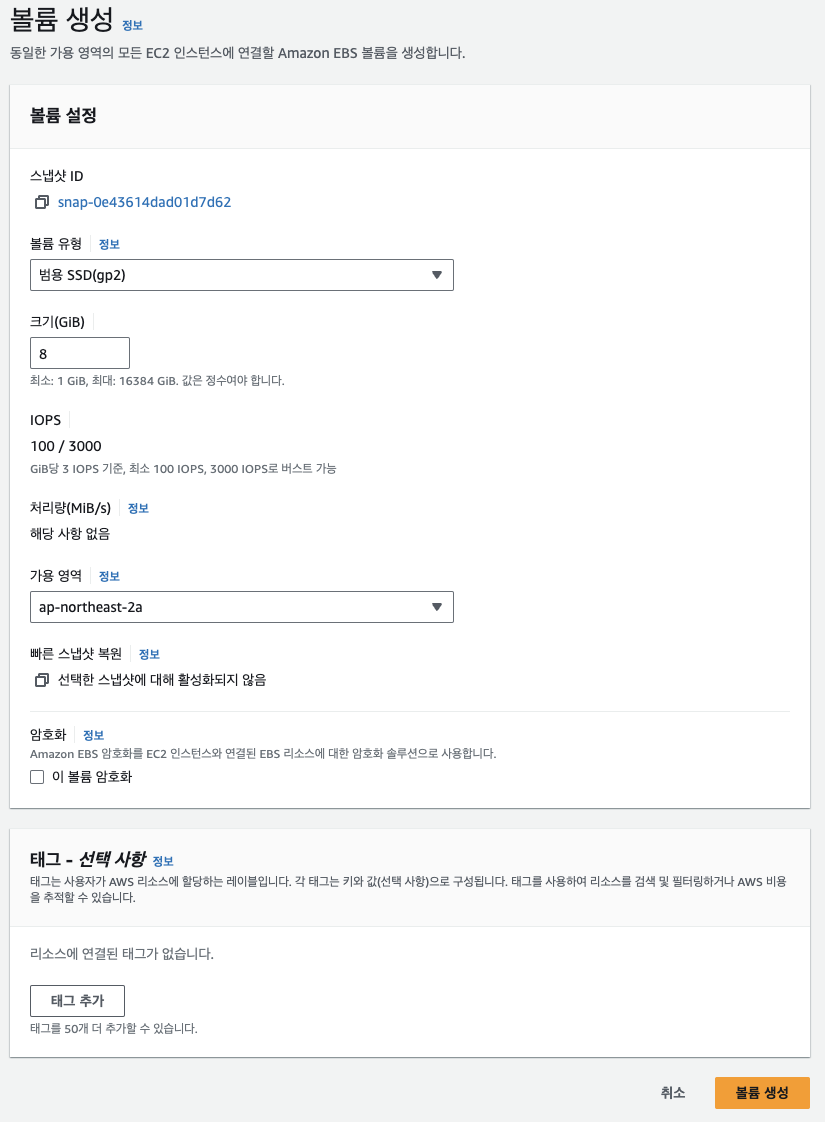 볼륨 생성 정보
동일한 가용 영역의 모든 EC2 인스턴스에 연결할 Amazon EBS 볼륨을 생성합니다.
볼륨 설정
스냅샷 ID
snap-0e43614dad01d7d62
볼륨 유형 정보
범용 SSD(gp2)
크기(GiB)
8
최소: 1 GiB, 최대: 16384 GiB. 값은 정수여야 합니다.
IOPS
100 / 3000
GiB당 3 IOPS 기준, 최소 100 IOPS, 3000 IOPS로 버스트 가능
처리량(MiB/s) 정보
해당 사항 없음
가용 영역 정보
ap-northeast-2a
빠른 스냅샷 복원 정보
선택한 스냅샷에 대해 활성화되지 않음
암호화 정보
Amazon EBS 암호화를 EC2 인스턴스와 연결된 EBS 리소스에 대한 암호화 솔루션으로 사용합니다.
이 볼륨 암호화
태그 - 선택 사항 정보
태그는 사용자가 AWS 리소스에 할당하는 레이블입니다. 각 태그는 키와 값(선택 사항)으로 구성됩니다. 태그를 사용하여 리소스를 검색 및 필터링하거나 AWS 비용
을 추적할 수 있습니다.
리소스에 연결된 태그가 없습니다.
태그 추가
태그를 50개 더 추가할 수 있습니다.
취소 볼륨 생성